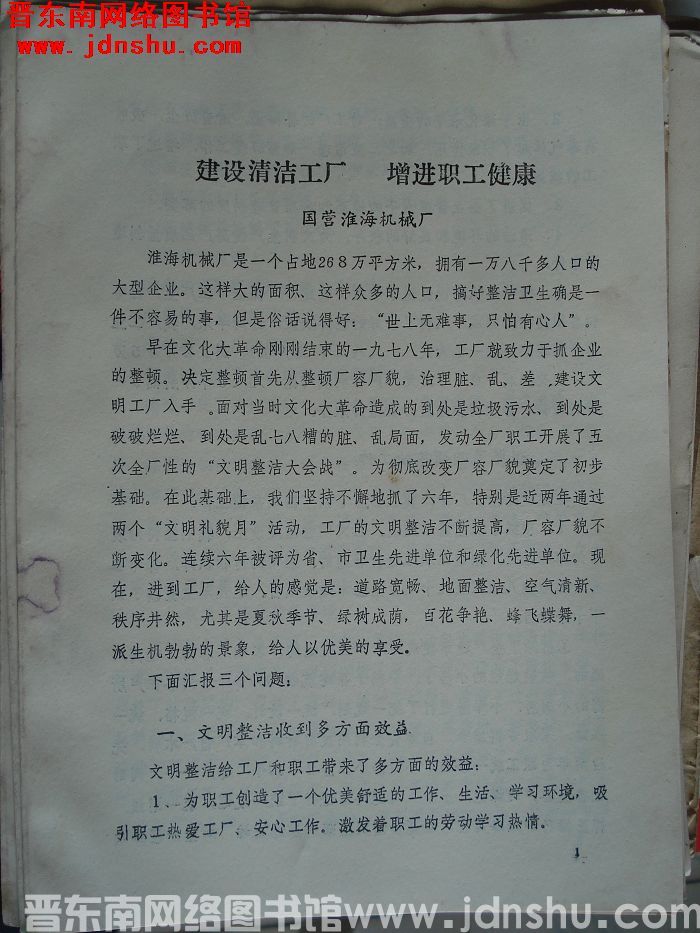 晋东南网络图书馆
www.jdnshu.com
建设清洁工厂 增进职工健康
国营淮海机械厂
淮海机械厂是一个占地268万平方米，拥有一万八千多人口的
大型企业。这样大的面积、这样众多的人口，搞好整洁卫生确是一
件不容易的事，但是俗话说得好：“世上无难事，只怕有心人”。
早在文化大革命刚刚结束的一九七八年，工厂就致力于抓企业
的整顿。决定整顿首先从整顿厂容厂貌，治理脏、乱、差，建设文
明工厂入手。面对当时文化大革命造成的到处是垃圾污水、到处是
破破烂烂、到处是乱七八糟的脏、乱局面，发动全厂职工开展了五
次全厂性的“文明整洁大会战”。为彻底改变厂容厂貌奠定了初步
基础。在此基础上，我们坚持不懈地抓了六年，特别是近两年通过
两个“文明礼貌月”活动，工厂的文明整洁不断提高，厂容厂貌不
断变化。连续六年被评为省、市卫生先进单位和绿化先进单位。现
在，进到工厂，给人的感觉是：道路宽畅、地面整洁、空气清新、
秩序井然，尤其是夏秋季节、绿树成荫，百花争艳、蜂飞蝶舞，一
派生机勃勃的景象，给人以优美的享受。
下面汇报三个问题：
一、文明整洁收到多方面效益
文明整洁给工厂和职工带来了多方面的效益：
1、为职工创造了一个优美舒适的工作、生活、学习环境，吸
引职工热爱工厂、安心工作。激发着职工的劳动学习热情。
1
晋东南网络图书馆 www.jdnshu.com